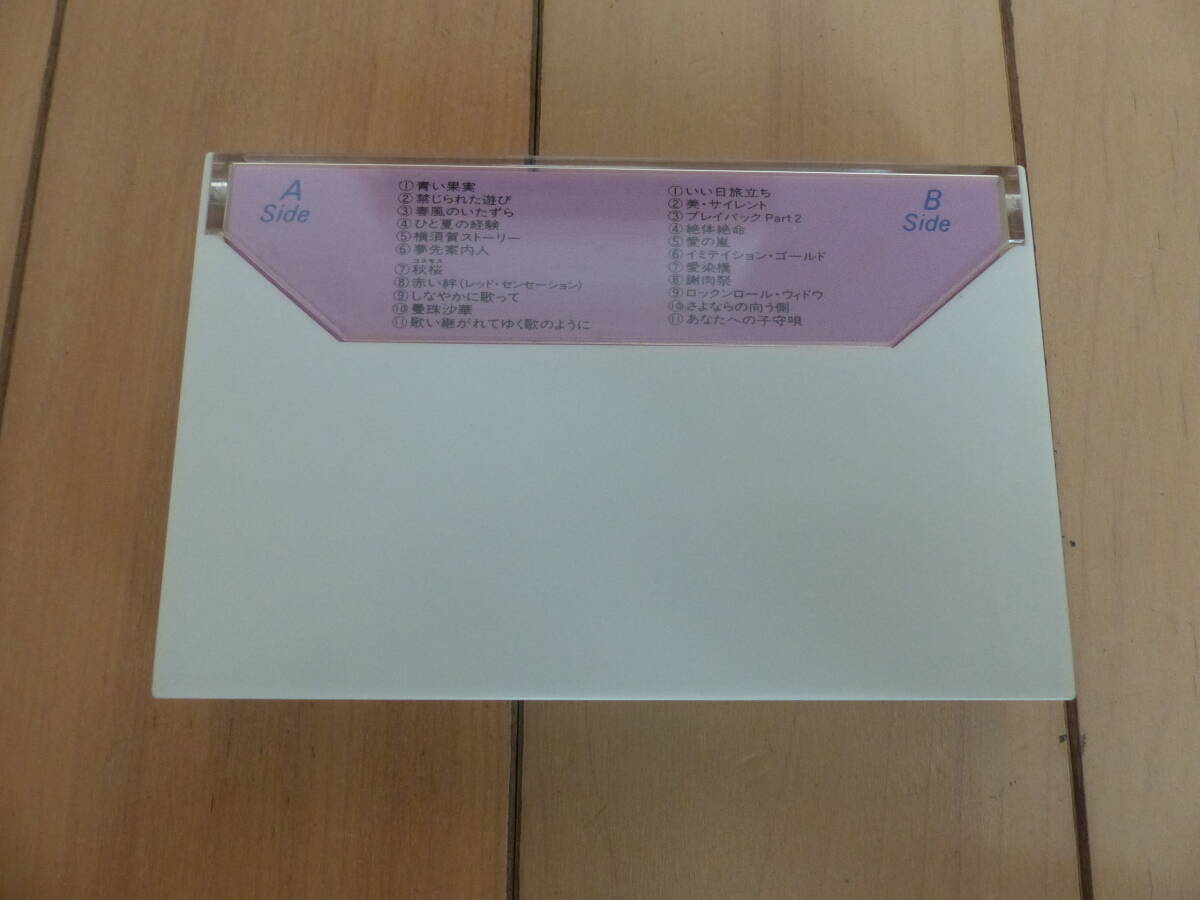 A
Side
①青い果実
②禁じられた遊び
③春風のいたずら
④ひと夏の経験
⑤横須賀ストーリー
⑥夢先案内人
コスモス
⑦秋桜
⑧赤い絆(レッド・センセーション)
⑨しなやかに歌って
⑩曼珠沙華
⑪歌い継がれてゆく歌のように
①いい日旅立ち
②美・サイレント
③プレイバック Part 2
④絶体絶命
⑤愛の嵐
⑥イミテイション・ゴールド
⑦愛染橋
⑧謝肉祭
⑨ロックンロール・ウィドウ
⑩さよならの向う側
⑪あなたへの子守唄
B
Side